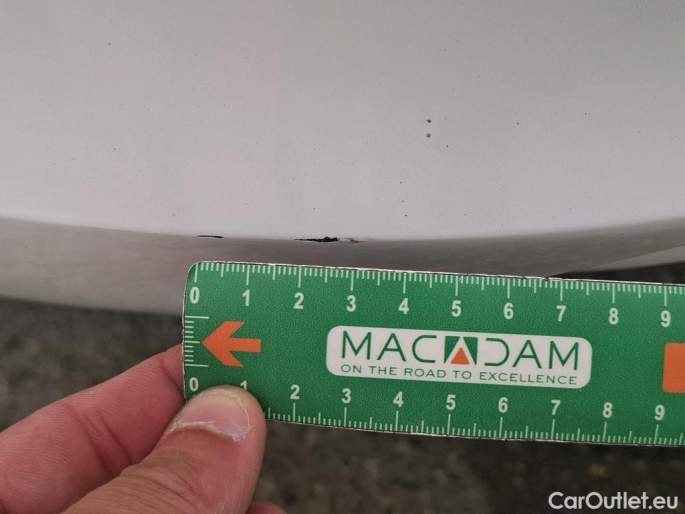 0 1 2 3 4 5 6 7 8 9
MACADAM
ON THE ROAD TO EXCELLENCE
0 1 2 3 4 5 6 7 8 9
CarOutlet.eu